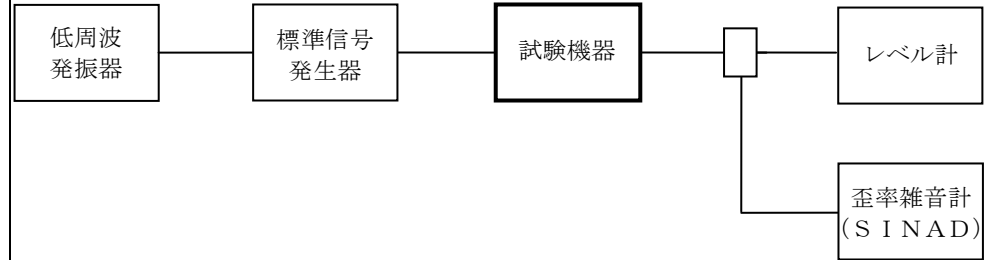 低周波
発振器
標準信号
発生器
試験機器
レベル計
歪率雑音計
(ＳＩＮＡＤ)